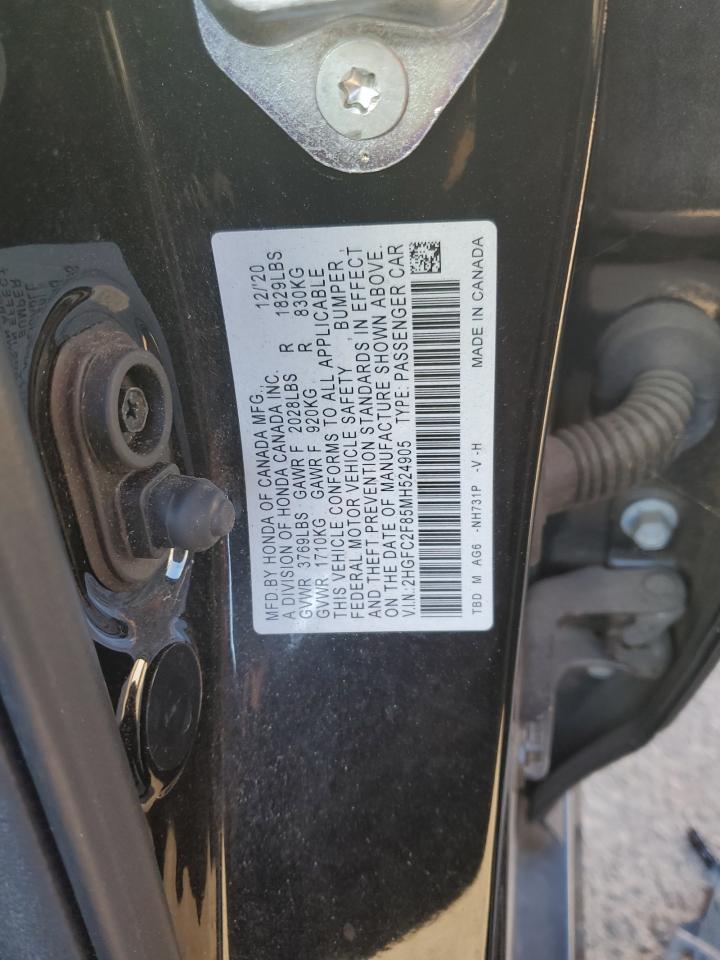 MFD.BY HONDA OF CANADA MFG., 12/'20
A DIVISION OF HONDA CANADA INC.
GVWR 3769LBS GAWR F 2028LBS R 1829LBS
GVWR 1710KG GAWR F 920KG R 830KG
THIS VEHICLE CONFORMS TO ALL APPLICABLE
FEDERAL MOTOR VEHICLE SAFETY, BUMPER,
AND THEFT PREVENTION STANDARDS IN EFFECT
ON THE DATE OF MANUFACTURE SHOWN ABOVE.
V.I.N.:2HGFC2F85MH524905 TYPE: PASSENGER CAR
TBD M AG6 -NH731P -V -H MADE IN CANADA